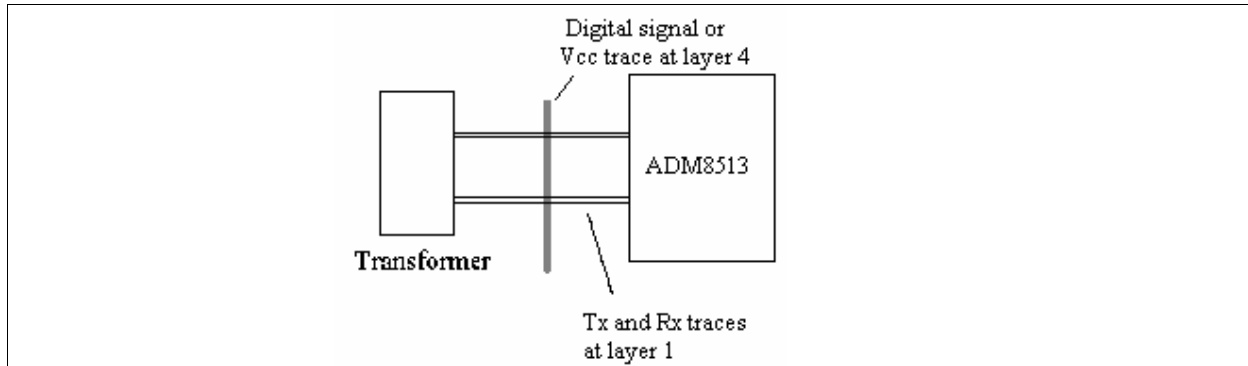 Digital signal or
Vcc trace at layer 4
ADM8513
Transformer
Tx and Rx traces
at layer 1